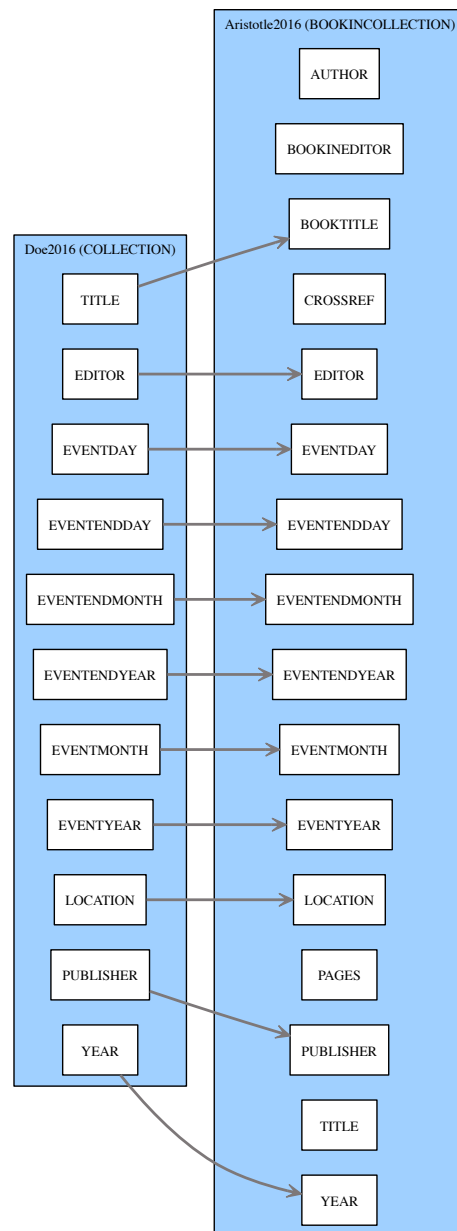 Doe2016 (COLLECTION)
TITLE
EDITOR
EVENTDAY
EVENTENDDAY
EVENTENDMONTH
EVENTENDYEAR
EVENTMONTH
EVENTYEAR
LOCATION
PUBLISHER
YEAR
Aristotle2016 (BOOKINCOLLECTION)
AUTHOR
BOOKINEDITOR
BOOKTITLE
CROSSREF
EDITOR
EVENTDAY
EVENTENDDAY
EVENTENDMONTH
EVENTENDYEAR
EVENTMONTH
EVENTYEAR
LOCATION
PAGES
PUBLISHER
TITLE
YEAR